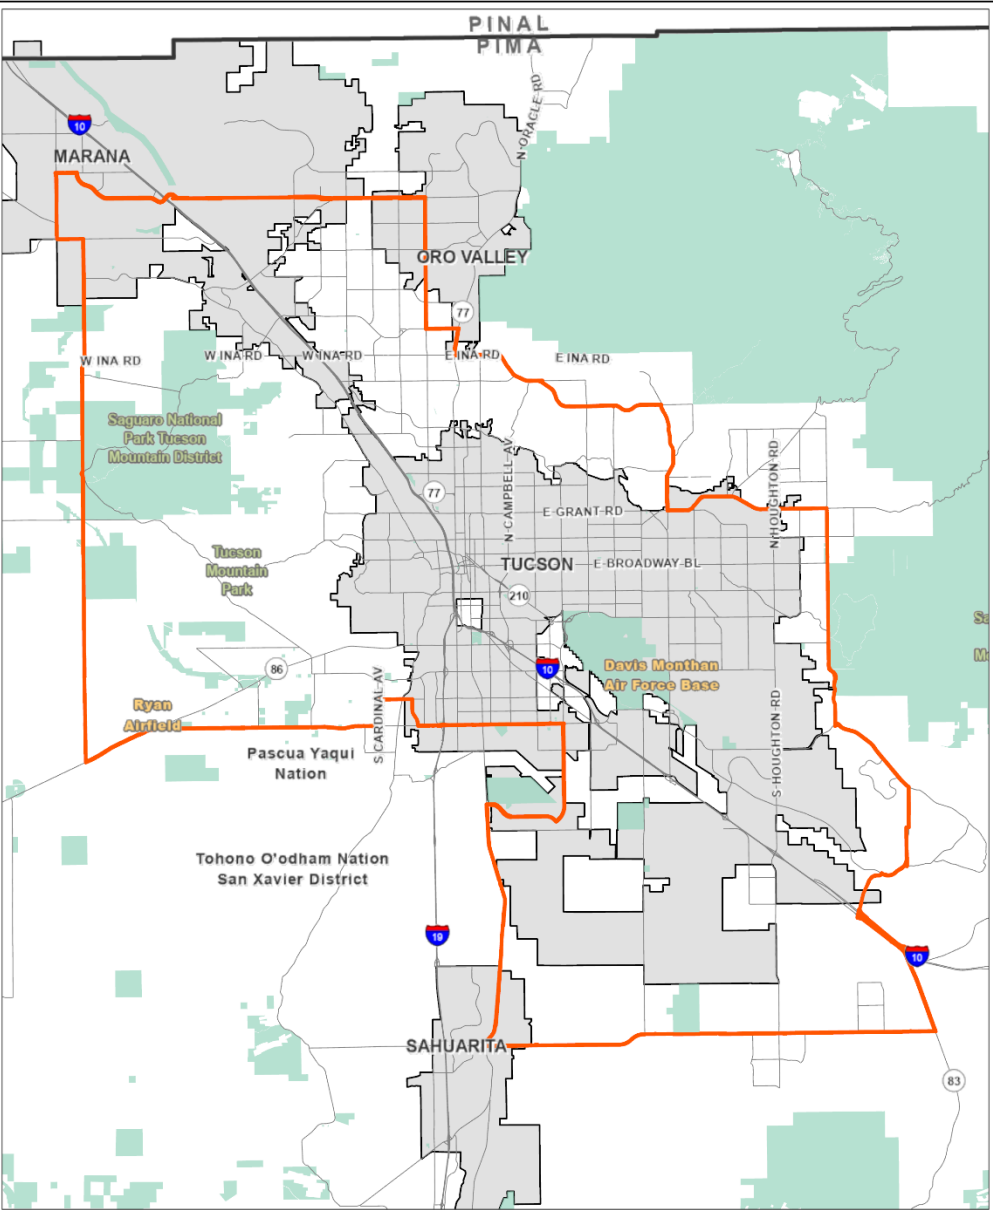 PINAL
PIMA
N-ORACLE-RD
10
MARANA
ORO VALLEY
77
W INA RD
W INA RD
W INA RD
E INA RD
E INA RD
Saguaro National
Park Tucson
Mountain District
77
N-CAMPBELL-AV
N-HOUGHTON-RD
E-GRANT-RD
Tucson
Mountain
Park
TUCSON
E-BROADWAY-BL
210
86
10
Davis Monthan
Air Force Base
Ryan
Airfield
S-CARDINAL-AV
S-HOUGHTON-RD
Pascua Yaqui
Nation
Tohono O'odham Nation
San Xavier District
19
10
SAHUARITA
83